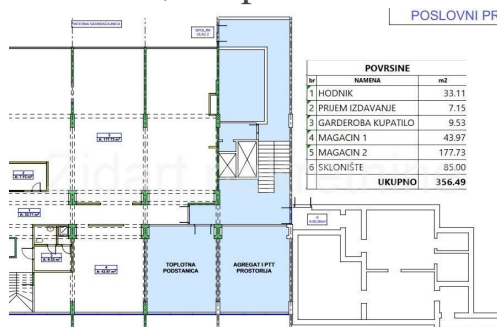 POSLOVNI PR
POVRSINE
br NAMENA m2
1 HODNIK 33.11
2 PRIJEM IZDAVANJE 7.15
3 GARDEROBA KUPATILO 9.53
4 MAGACIN 1 43.97
5 MAGACIN 2 177.73
6 SKLONIŠTE 85.00
UKUPNO 356.49
TOPLOTNA
PODSTANICA
AGREGAT I PTT
PROSTORIJA